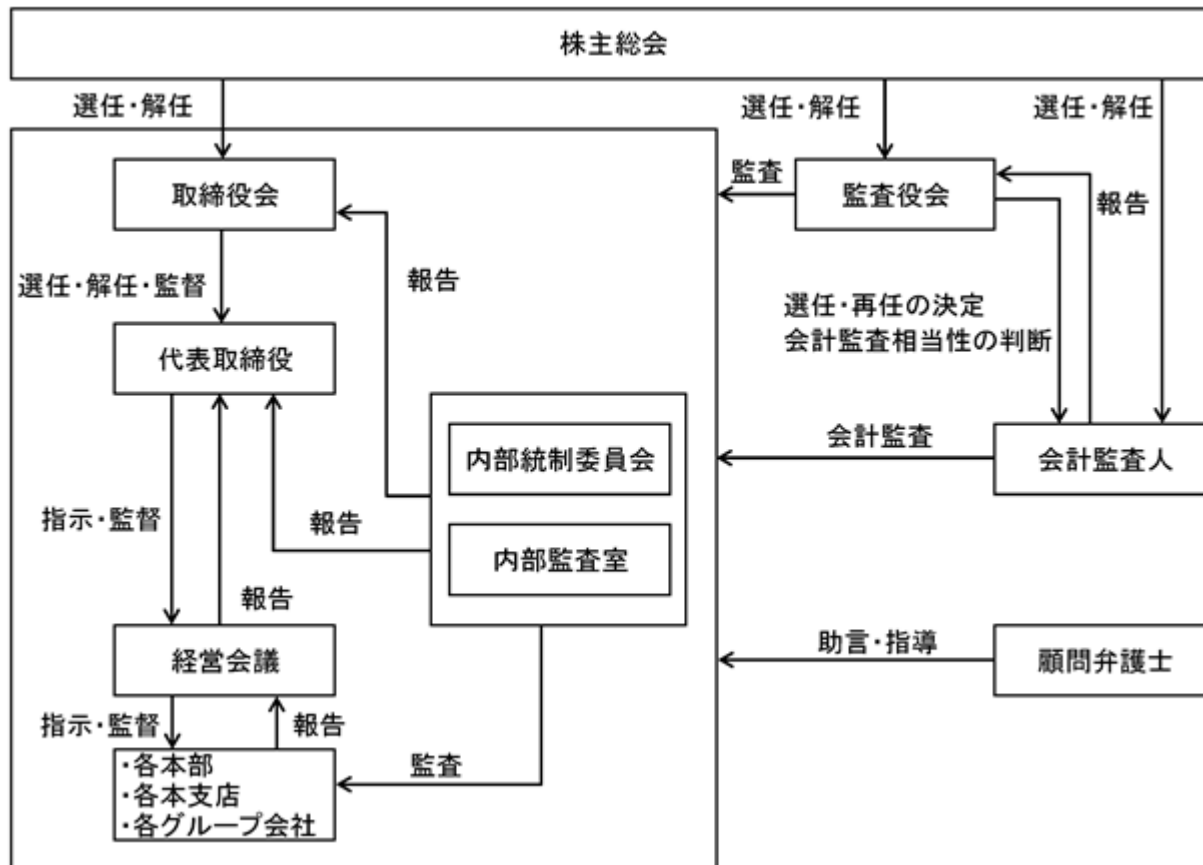 株主総会
選任・解任
選任・解任
選任・解任
取締役会
監査
監査役会
報告
報告
選任・解任・監督
選任・再任の決定
会計監査相当性の判断
代表取締役
内部統制委員会
会計監査
会計監査人
指示・監督
報告
内部監査室
報告
経営会議
助言・指導
顧問弁護士
指示・監督
報告
・各本部
・各本支店
・各グループ会社
監査